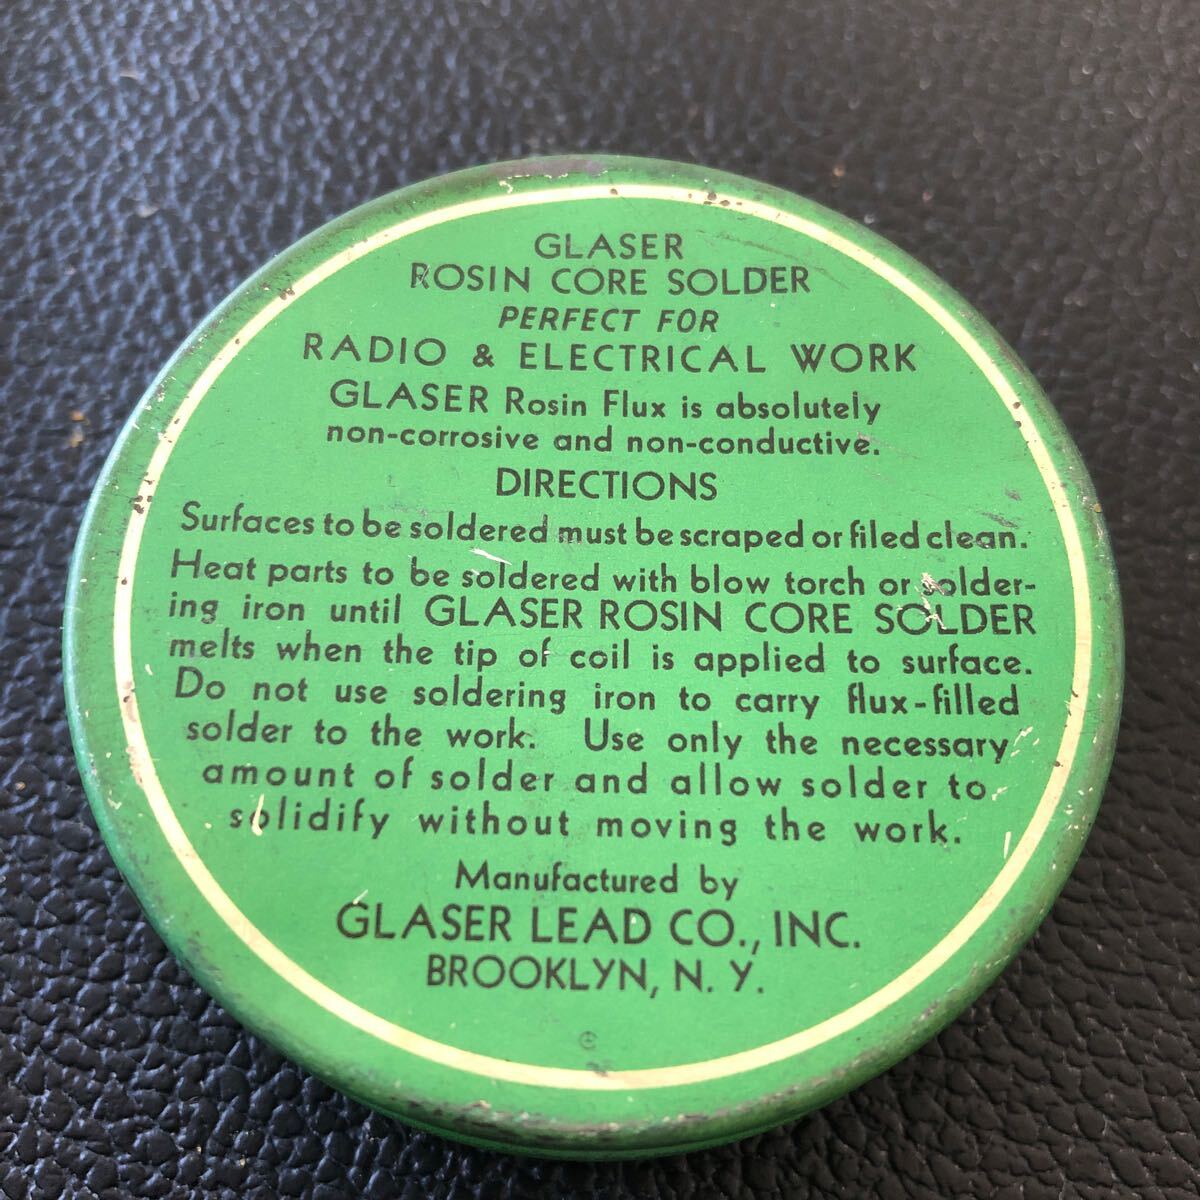 GLASER
ROSIN CORE SOLDER
PERFECT FOR
RADIO & ELECTRICAL WORK
GLASER Rosin Flux is absolutely
non-corrosive and non-conductive.
DIRECTIONS
Surfaces to be soldered must be scraped or filed clean.
Heat parts to be soldered with blow torch or solder-
ing iron until GLASER ROSIN CORE SOLDER
melts when the tip of coil is applied to surface.
Do not use soldering iron to carry flux-filled
solder to the work. Use only the necessary
amount of solder and allow solder to
solidify without moving the work.
Manufactured by
GLASER LEAD CO., INC.
BROOKLYN, N. Y.